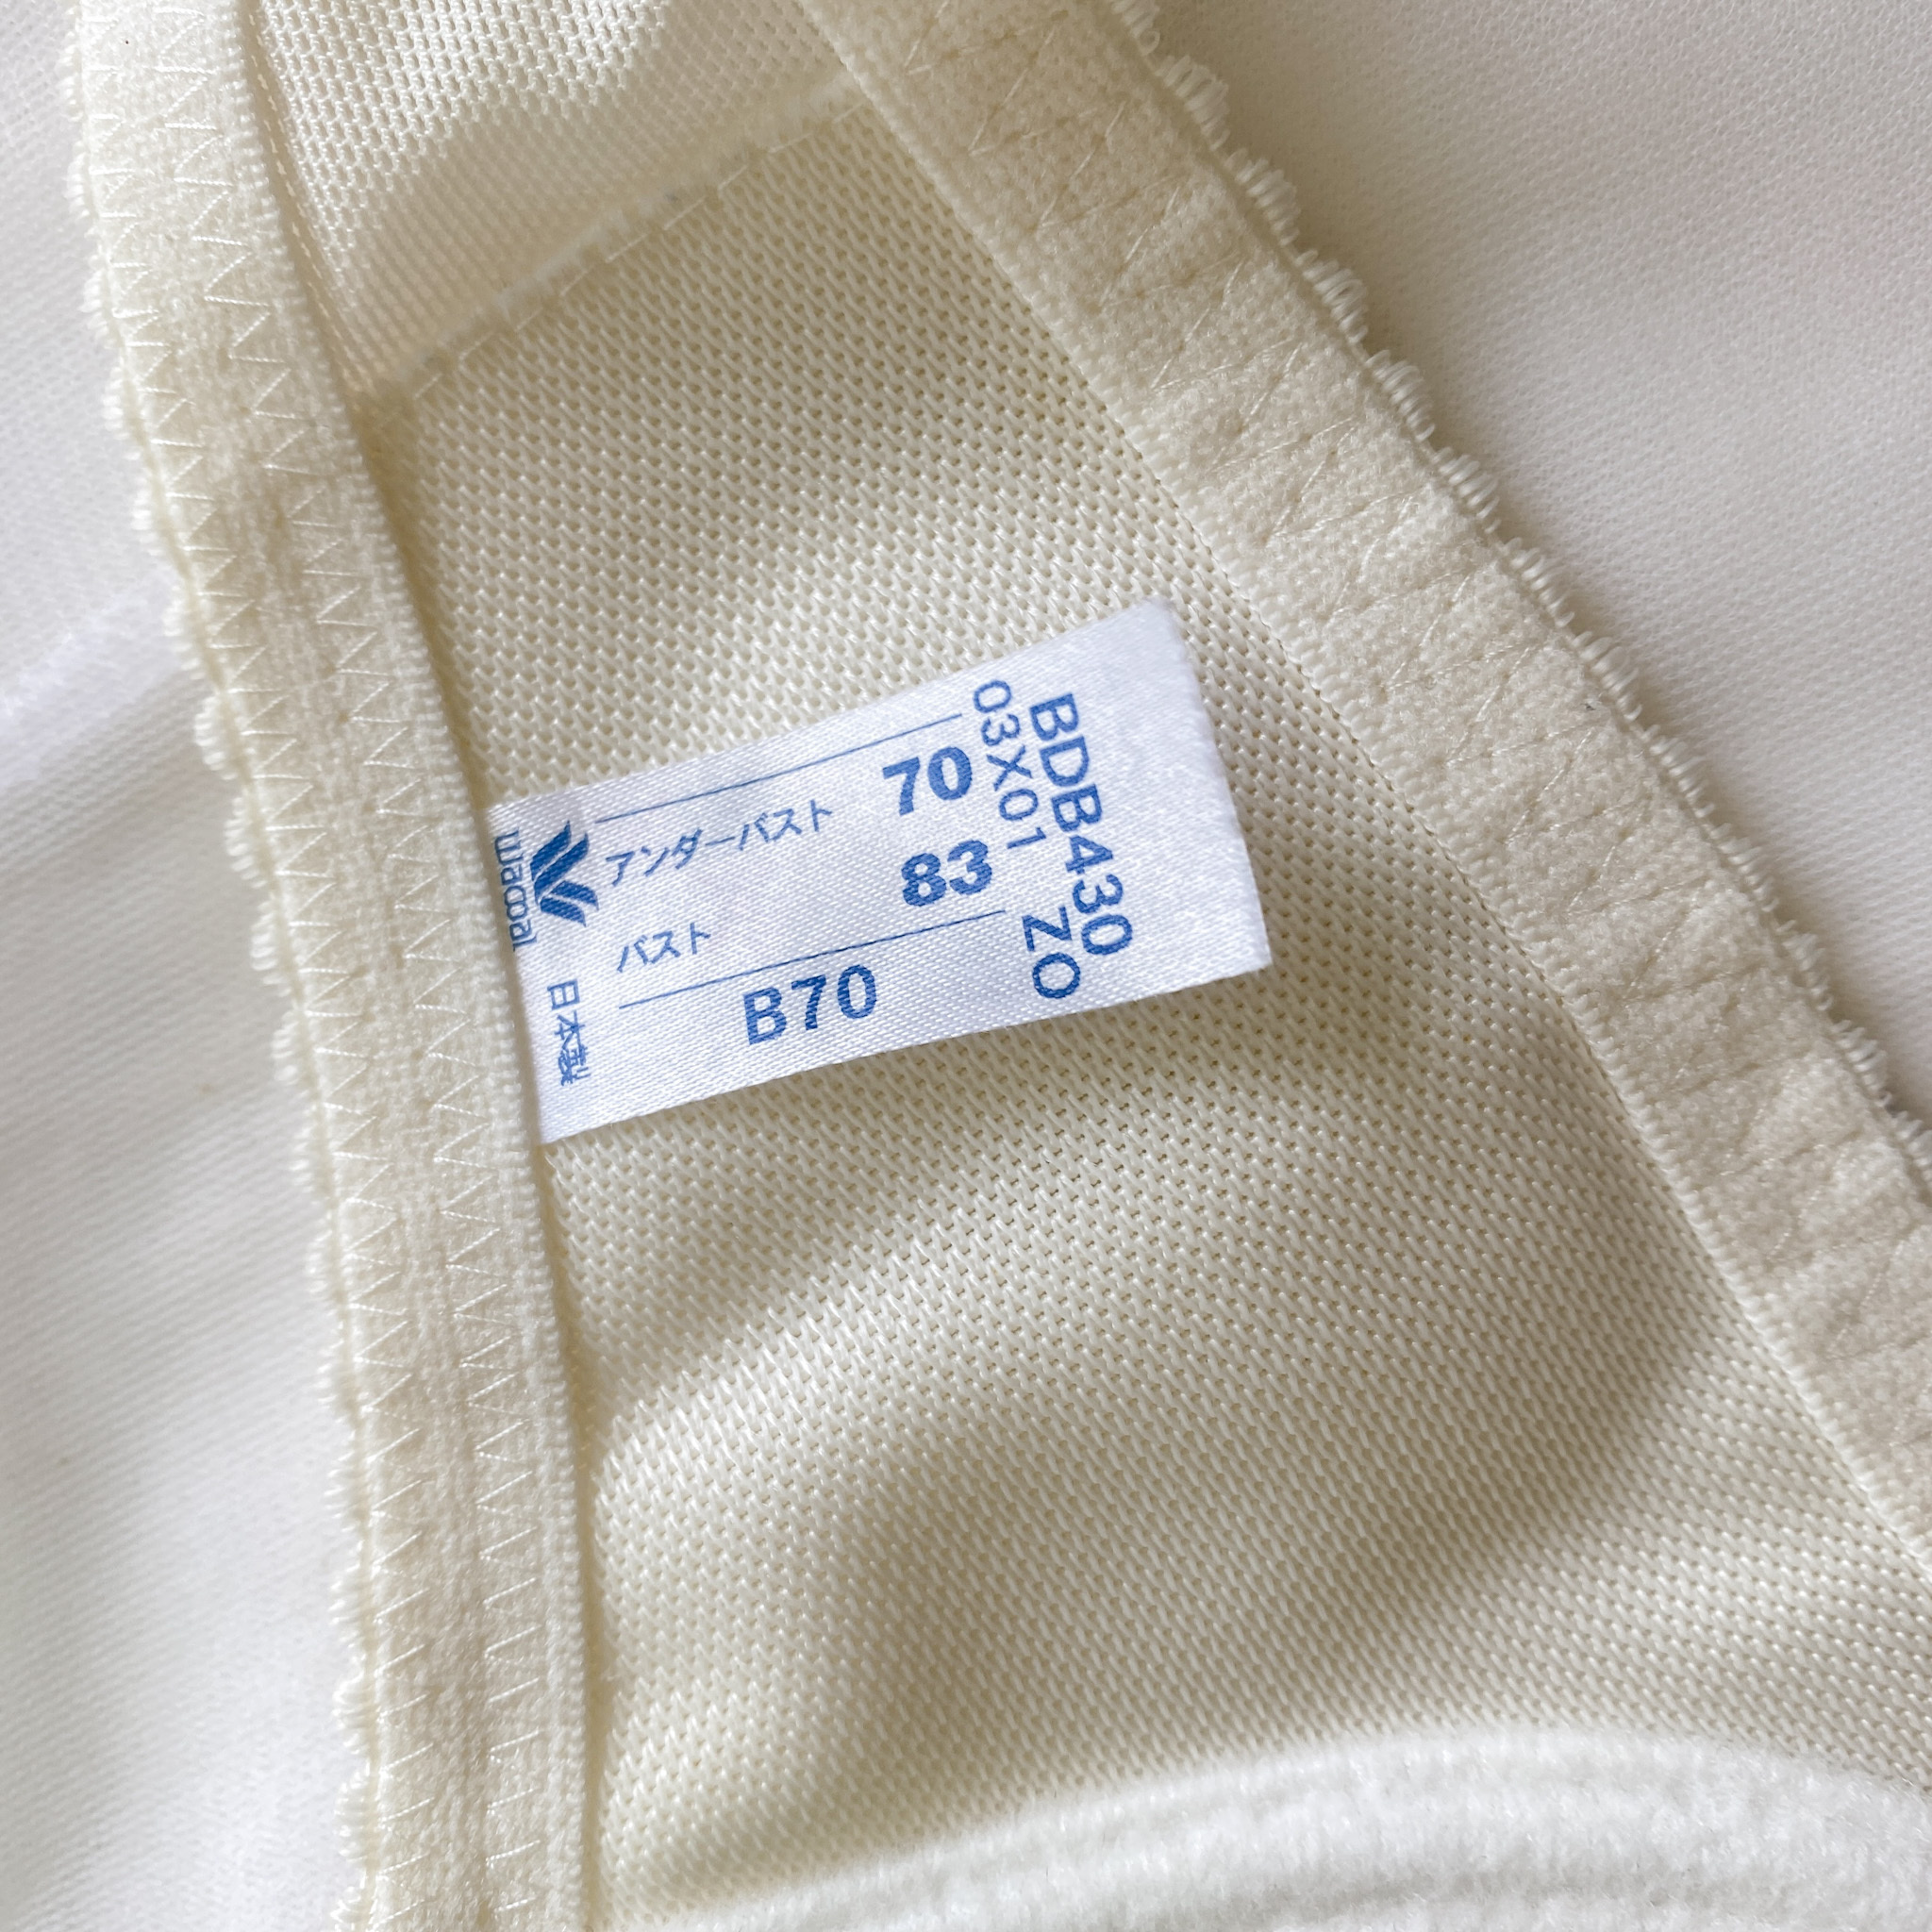 Wacoal
日本製
アンダーバスト 70
バスト 83
B70
BDB430
03X01 ZO